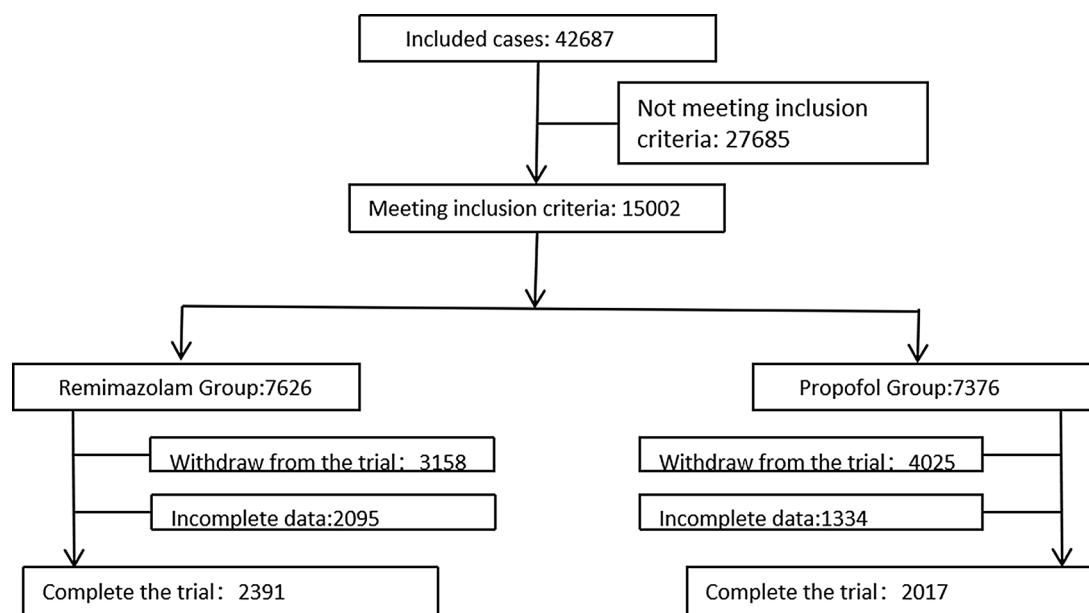 Included cases: 42687
Not meeting inclusion
criteria: 27685
Meeting inclusion criteria: 15002
Remimazolam Group:7626
Propofol Group:7376
Withdraw from the trial：3158
Withdraw from the trial：4025
Incomplete data:2095
Incomplete data:1334
Complete the trial：2391
Complete the trial：2017